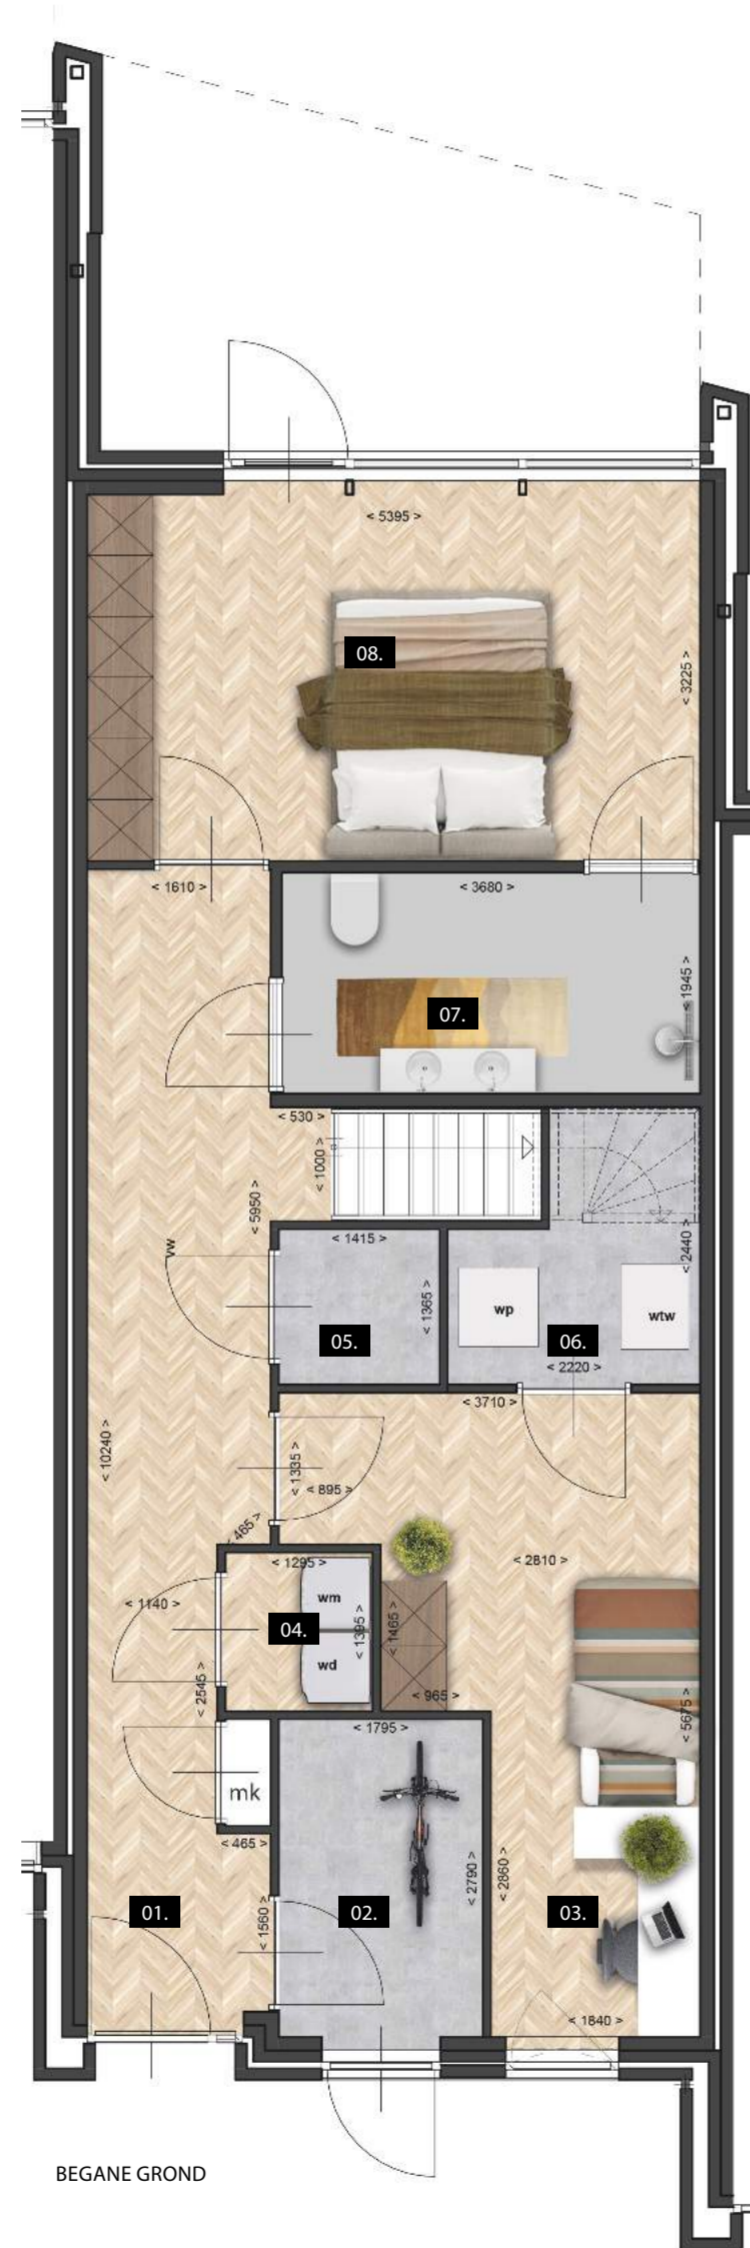 < 5395 >
08.
< 3225 >
< 1610 >
< 3680 >
< 1945 >
07.
< 530 >
< 1000 >
< 5950 >
< 1415 >
< 2440 >
vw
< 1365 >
wp
wtw
05.
06.
< 2220 >
< 3710 >
< 10240 >
< 1335 >
< 895 >
< 465 >
< 1295 >
< 2810 >
wm
< 1140 >
04.
< 1395 >
< 1465 >
wd
< 2545 >
< 965 >
< 5675 >
< 1795 >
mk
< 465 >
< 2790 >
< 2860 >
01.
02.
03.
< 1560 >
< 1840 >
BEGANE GROND